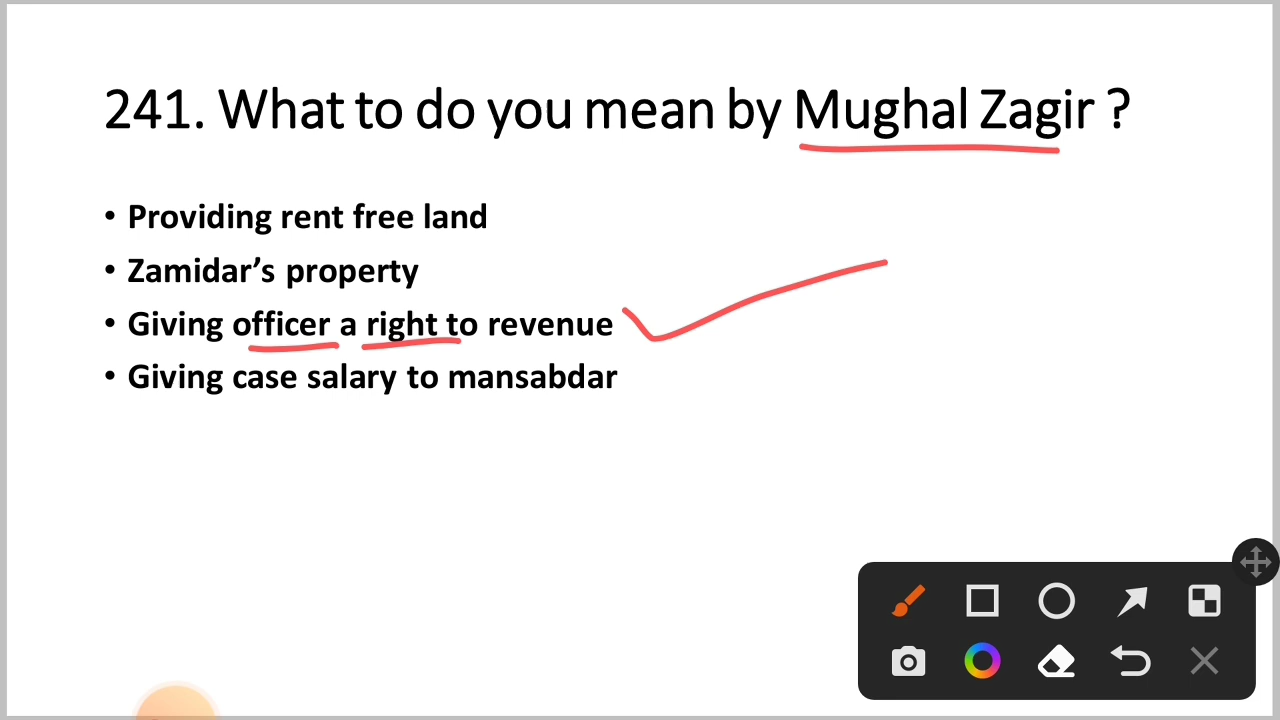 241. What to do you mean by Mughal Zagir ?
• Providing rent free land
• Zamidar’s property
• Giving officer a right to revenue
• Giving case salary to mansabdar